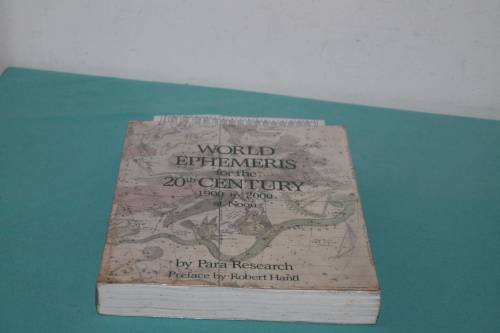 WORLD
EPHEMERIS
for the
20th CENTURY
1900 to 2000
at Noon
by Para Research
Preface by Robert Hand